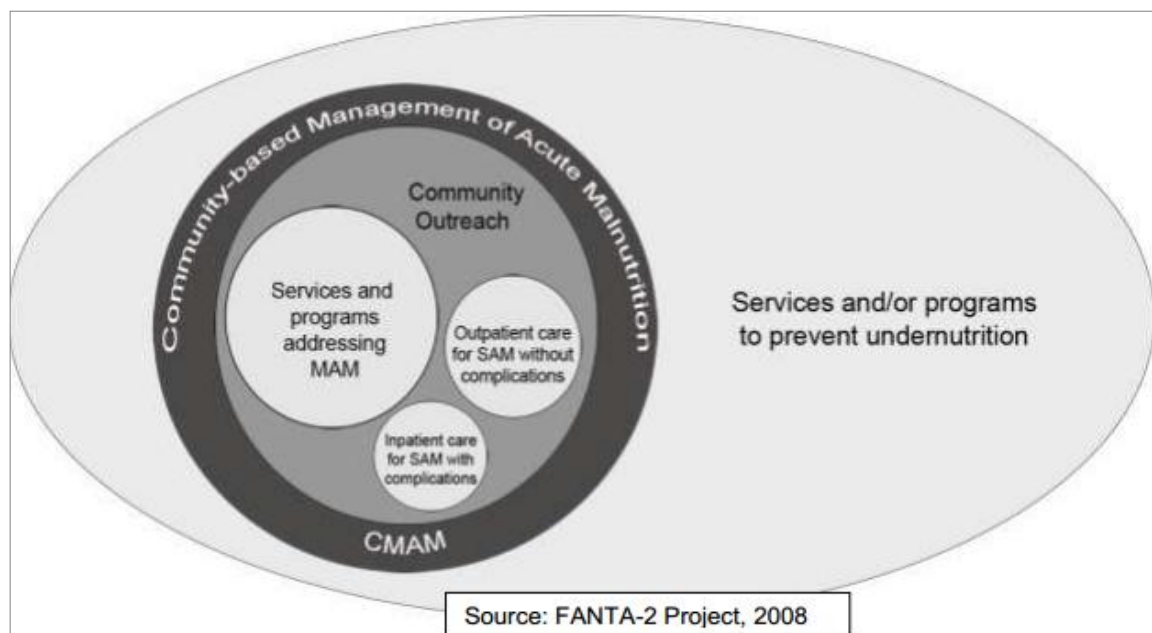 Community-based Management of Acute Malnutrition
Community
Outreach
Services and
programs
addressing
MAM
Outpatient care
for SAM without
complications
Inpatient care
for SAM with
complications
CMAM
Services and/or programs
to prevent undernutrition
Source: FANTA-2 Project, 2008